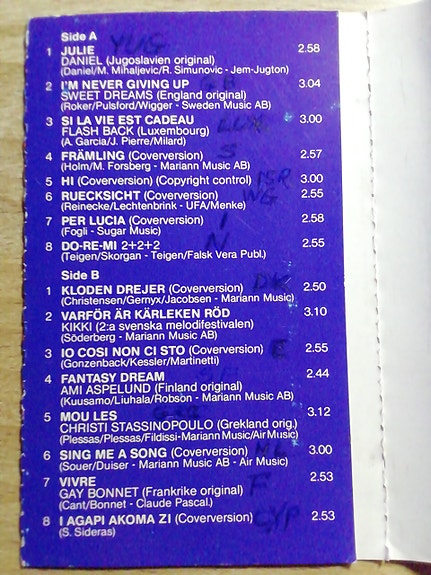 Side A
1 JULIE YUG 2.58
DANIEL (Jugoslavien original)
(Daniel/M. Mihaljevic/R. Simunovic - Jem-Jugton)
2 I'M NEVER GIVING UP 3.04
SWEET DREAMS (England original)
(Roker/Pulsford/Wigger - Sweden Music AB)
3 SI LA VIE EST CADEAU 3.00
FLASH BACK (Luxembourg) LUX
(A. Garcia/J. Pierre/Milard)
4 FRÄMLING (Coverversion) S 2.57
(Holm/M. Forsberg - Mariann Music AB)
5 HI (Coverversion) (Copyright control) ISR 3.00
6 RUECKSICHT (Coverversion) 2.55
(Reinecke/Lechtenbrink - UFA/Menke)
7 PER LUCIA (Coverversion) I 2.58
(Fogli - Sugar Music)
8 DO-RE-MI 2+2+2 N 2.55
(Teigen/Skorgan - Teigen/Falsk Vera Publ.)
Side B
1 KLODEN DREJER (Coverversion) DK 2.50
(Christensen/Gernyx/Jacobsen - Mariann Music)
2 VARFÖR ÄR KÄRLEKEN RÖD 3.10
KIKKI (2:a svenska melodifestivalen)
(Söderberg - Mariann Music AB)
3 IO COSI NON CI STO (Coverversion) E 2.55
(Gonzenback/Kessler/Martinetti)
4 FANTASY DREAM 2.44
AMI ASPELUND (Finland original)
(Kuusamo/Liuhala/Robson - Mariann Music AB)
5 MOU LES 3.12
CHRISTI STASSINOPOULO (Grekland orig.)
(Plessas/Plessas/Fildissi-Mariann Music/Air Music)
6 SING ME A SONG (Coverversion) NL 3.00
(Souer/Duiser - Mariann Music AB - Air Music)
7 VIVRE F 2.53
GAY BONNET (Frankrike original)
(Cant/Bonnet - Claude Pascal.)
8 I AGAPI AKOMA ZI (Coverversion) CYP 2.53
(S. Sideras)